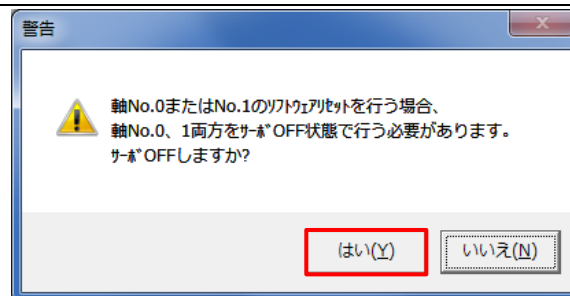 警告
軸No.0またはNo.1のｿﾌﾄｳｪｱﾘｾｯﾄを行う場合、
軸No.0、1両方をｻｰﾎﾞOFF状態で行う必要があります。
ｻｰﾎﾞOFFしますか?
はい(Y)
いいえ(N)